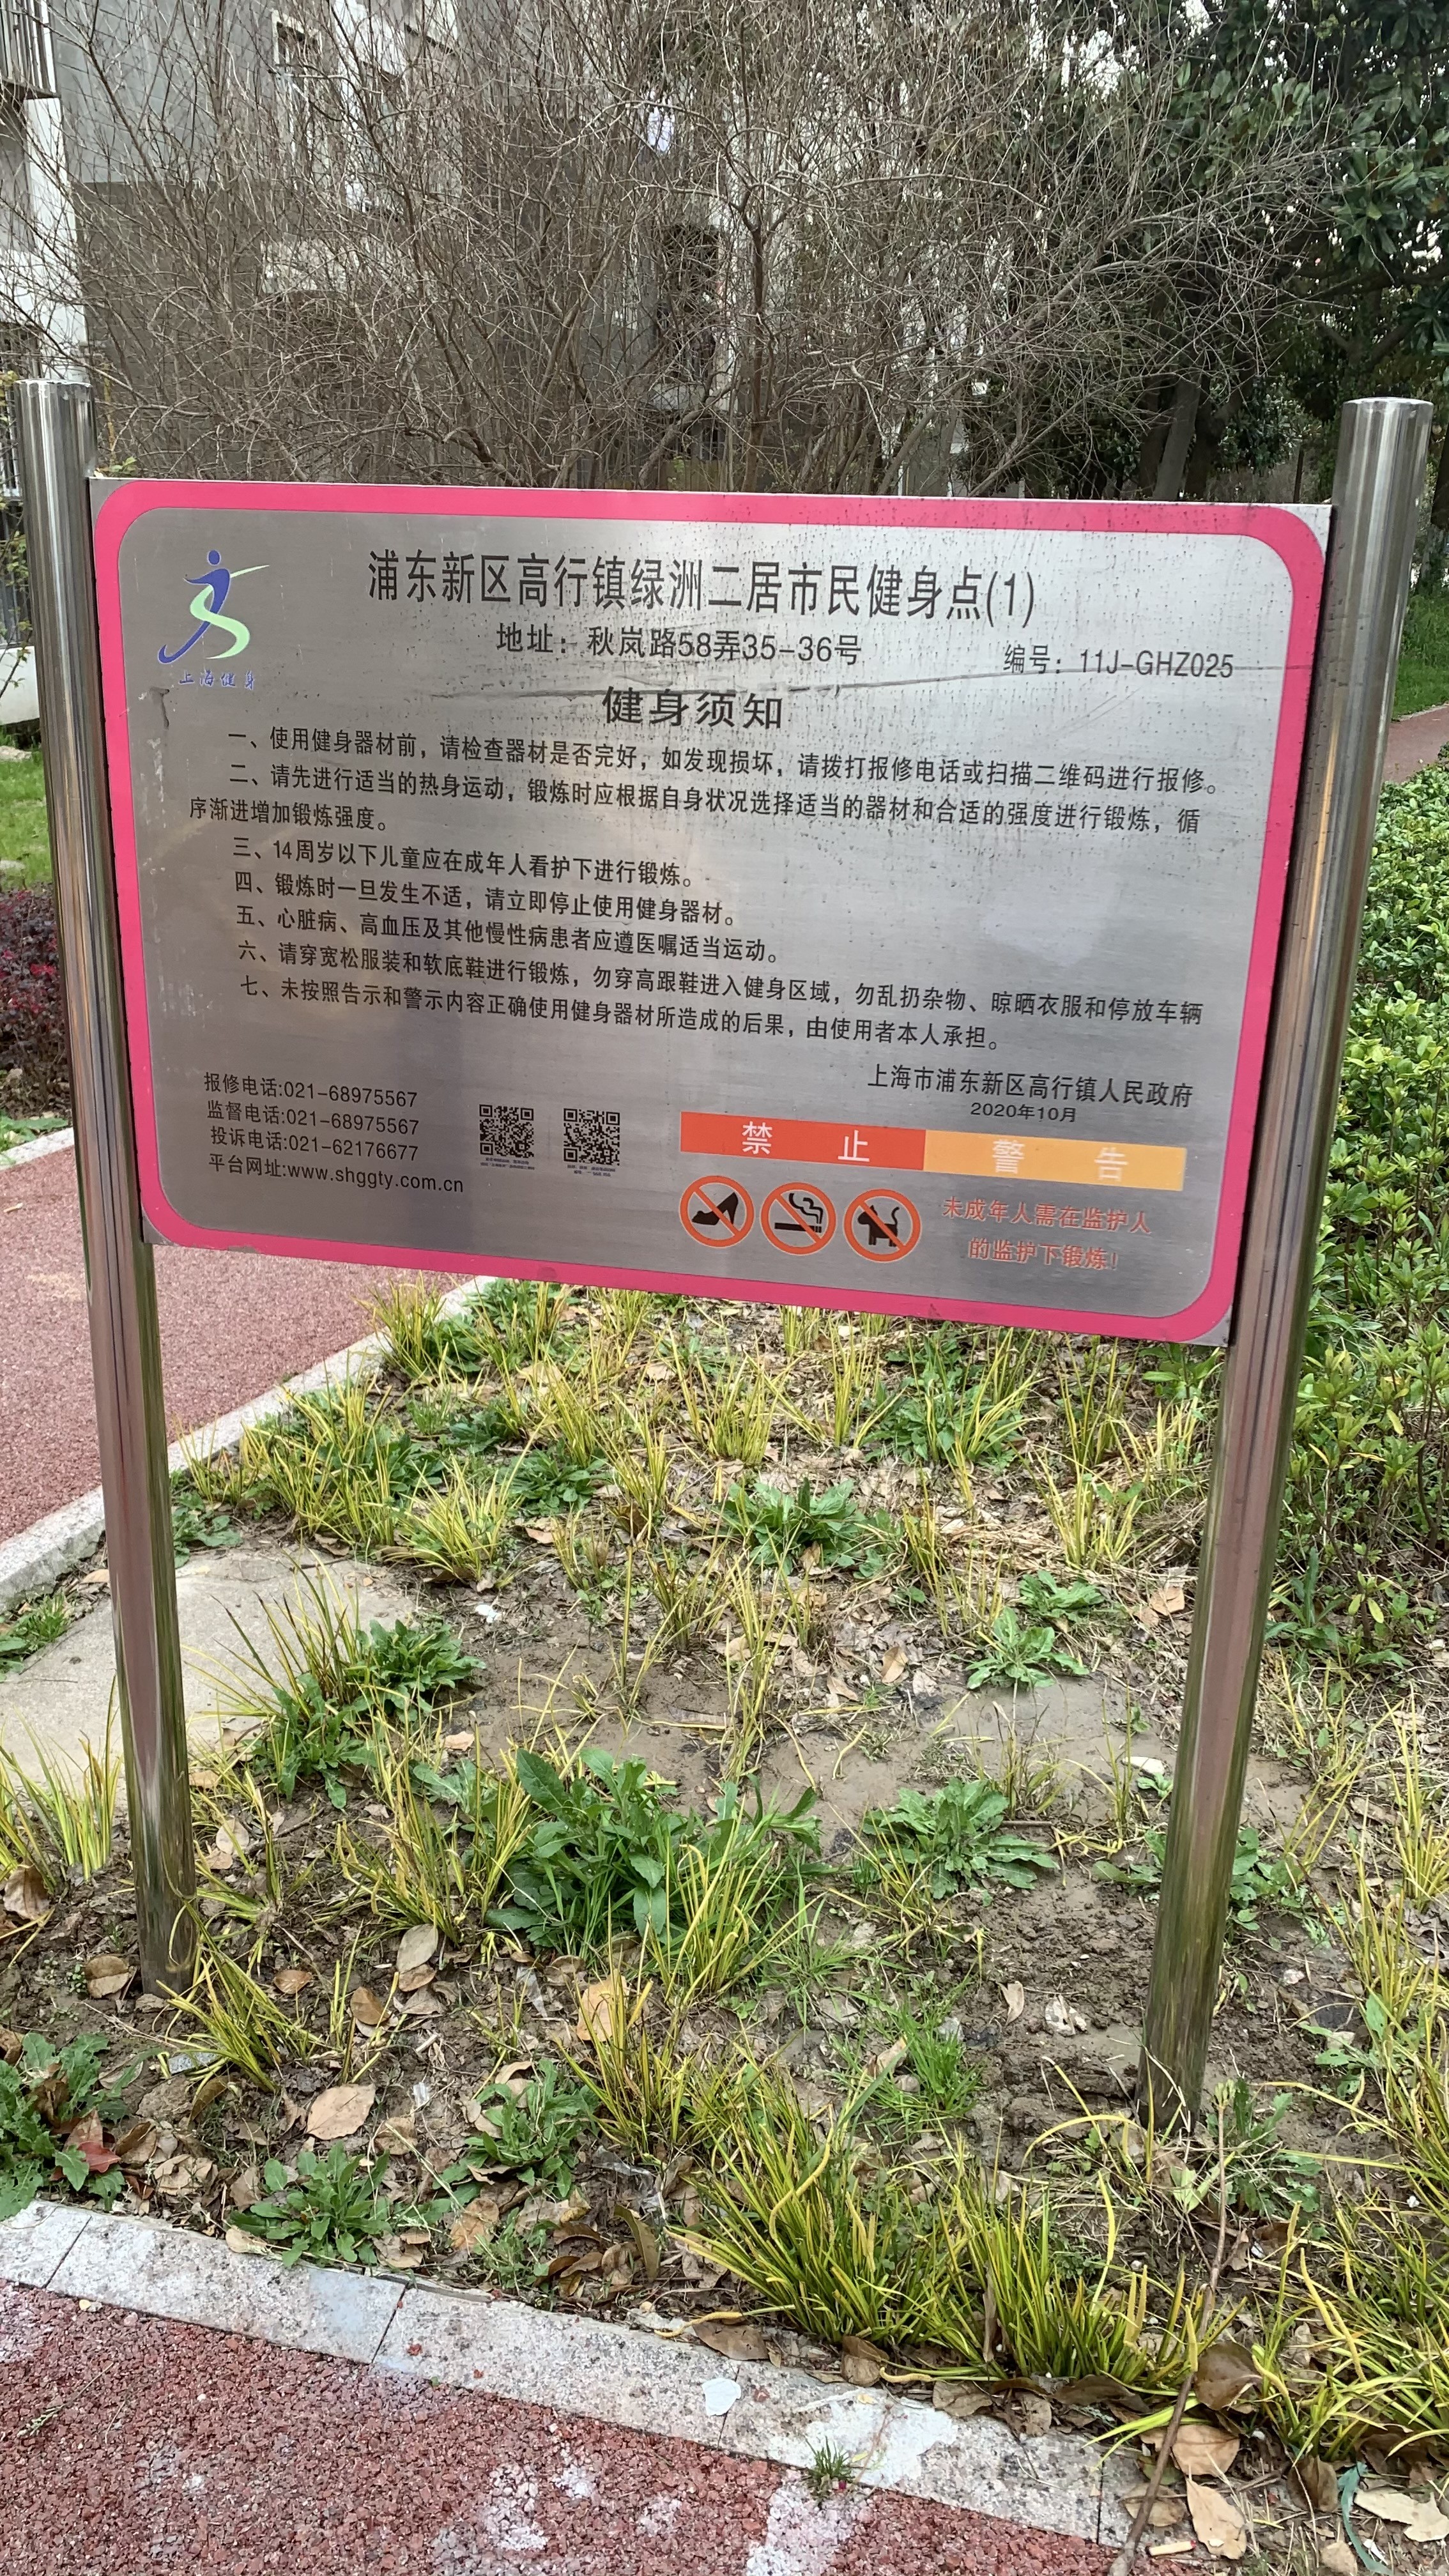 上海健身
浦东新区高行镇绿洲二居市民健身点(1)
地址：秋岚路58弄35-36号
编号：11J-GHZ025
健身须知
一、使用健身器材前，请检查器材是否完好，如发现损坏，请拨打报修电话或扫描二维码进行报修。
二、请先进行适当的热身运动，锻炼时应根据自身状况选择适当的器材和合适的强度进行锻炼，循
序渐进增加锻炼强度。
三、14周岁以下儿童应在成年人看护下进行锻炼。
四、锻炼时一旦发生不适，请立即停止使用健身器材。
五、心脏病、高血压及其他慢性病患者应遵医嘱适当运动。
六、请穿宽松服装和软底鞋进行锻炼，勿穿高跟鞋进入健身区域，勿乱扔杂物、晾晒衣服和停放车辆
七、未按照告示和警示内容正确使用健身器材所造成的后果，由使用者本人承担。
上海市浦东新区高行镇人民政府
2020年10月
报修电话:021-68975567
监督电话:021-68975567
投诉电话:021-62176677
平台网址:www.shggty.com.cn
禁 止
警 告
未成年人需在监护人
的监护下锻炼！